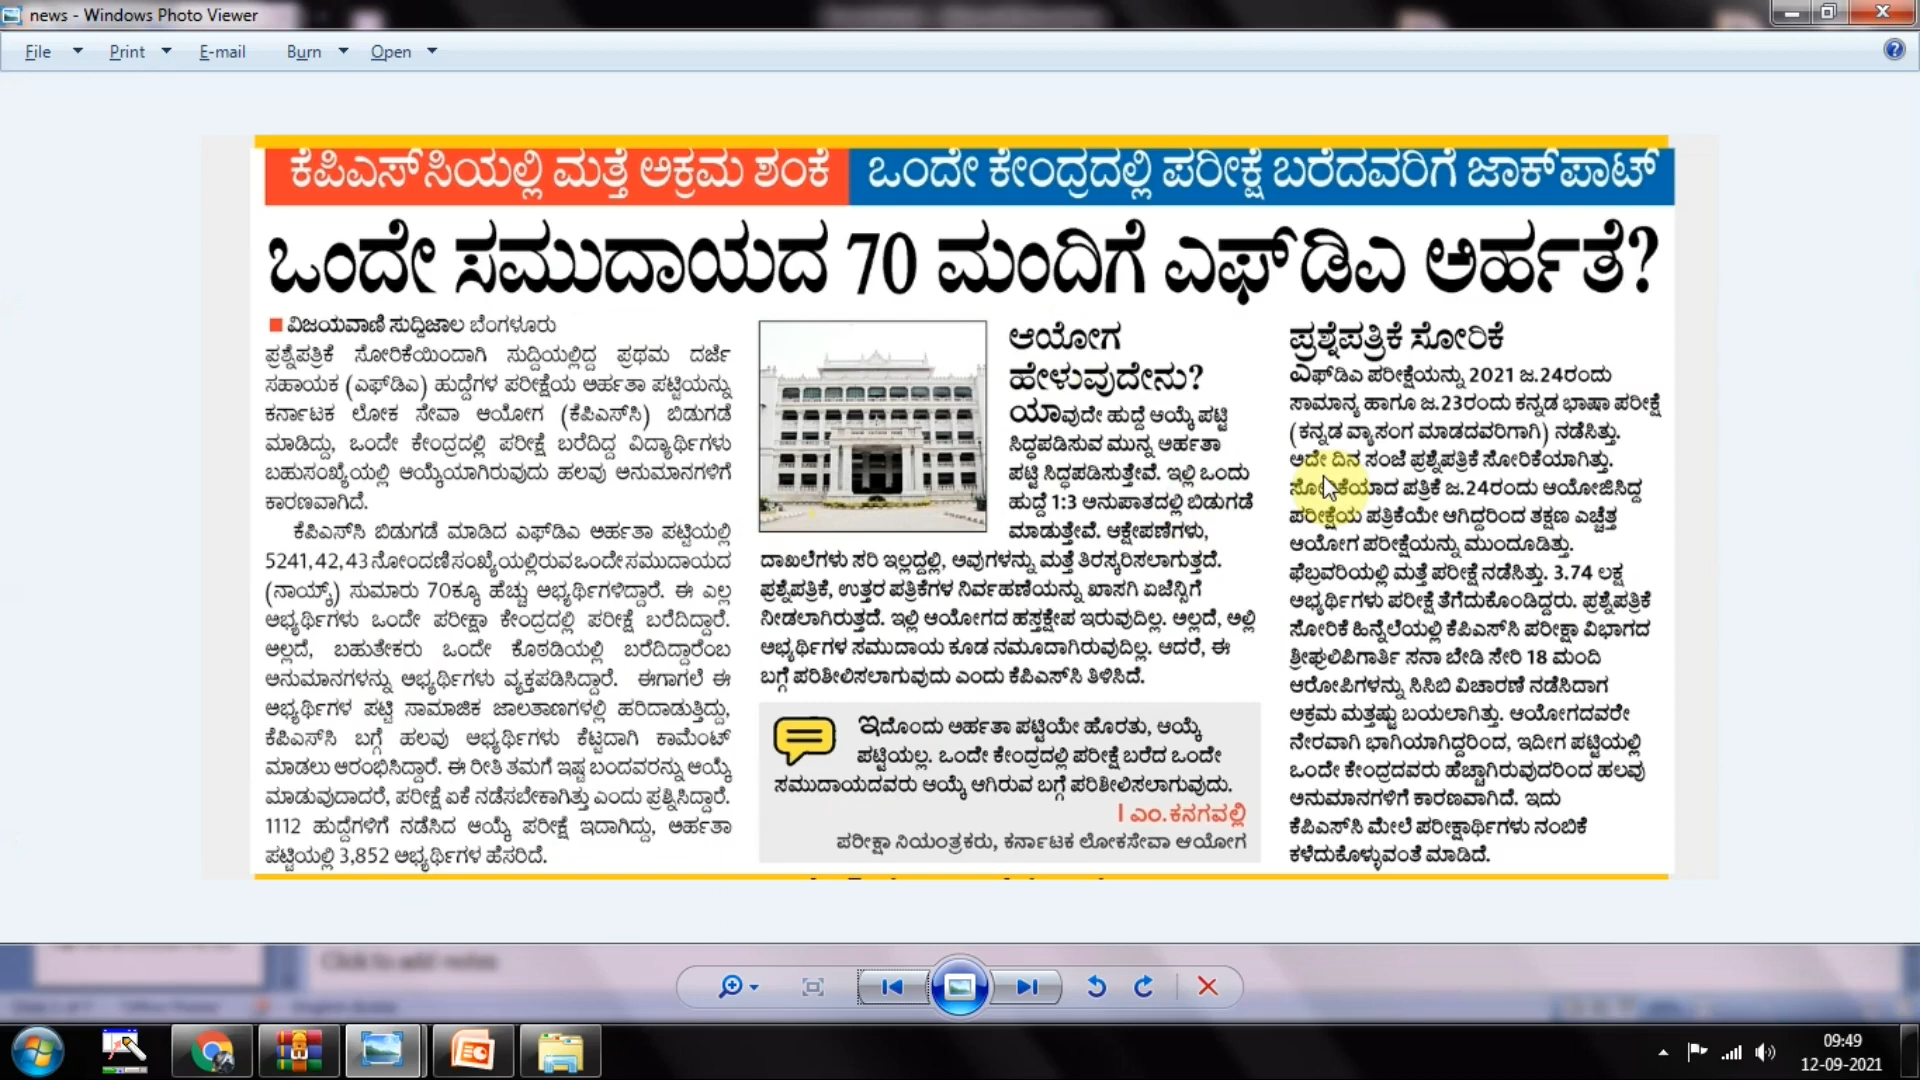 news - Windows Photo Viewer
File Print E-mail Burn Open
ಕೆಪಿಎಸ್‌ಸಿಯಲ್ಲಿ ಮತ್ತೆ ಅಕ್ರಮ ಶಂಕೆ
ಒಂದೇ ಕೇಂದ್ರದಲ್ಲಿ ಪರೀಕ್ಷೆ ಬರೆದವರಿಗೆ ಜಾಕ್‌ಪಾಟ್
ಒಂದೇ ಸಮುದಾಯದ 70 ಮಂದಿಗೆ ಎಫ್‌ಡಿಎ ಅರ್ಹತೆ?
ವಿಜಯವಾಣಿ ಸುದ್ದಿಜಾಲ ಬೆಂಗಳೂರು
ಪ್ರಶ್ನೆಪತ್ರಿಕೆ ಸೋರಿಕೆಯಿಂದಾಗಿ ಸುದ್ದಿಯಲ್ಲಿದ್ದ ಪ್ರಥಮ ದರ್ಜೆ
ಸಹಾಯಕ (ಎಫ್‌ಡಿಎ) ಹುದ್ದೆಗಳ ಪರೀಕ್ಷೆಯ ಅರ್ಹತಾ ಪಟ್ಟಿಯನ್ನು
ಕರ್ನಾಟಕ ಲೋಕ ಸೇವಾ ಆಯೋಗ (ಕೆಪಿಎಸ್‌ಸಿ) ಬಿಡುಗಡೆ
ಮಾಡಿದ್ದು, ಒಂದೇ ಕೇಂದ್ರದಲ್ಲಿ ಪರೀಕ್ಷೆ ಬರೆದಿದ್ದ ವಿದ್ಯಾರ್ಥಿಗಳು
ಬಹುಸಂಖ್ಯೆಯಲ್ಲಿ ಆಯ್ಕೆಯಾಗಿರುವುದು ಹಲವು ಅನುಮಾನಗಳಿಗೆ
ಕಾರಣವಾಗಿದೆ.
ಕೆಪಿಎಸ್‌ಸಿ ಬಿಡುಗಡೆ ಮಾಡಿದ ಎಫ್‌ಡಿಎ ಅರ್ಹತಾ ಪಟ್ಟಿಯಲ್ಲಿ
5241, 42, 43 ನೋಂದಣಿ ಸಂಖ್ಯೆಯಲ್ಲಿರುವ ಒಂದೇ ಸಮುದಾಯದ
(ನಾಯ್ಕ್) ಸುಮಾರು 70ಕ್ಕೂ ಹೆಚ್ಚು ಅಭ್ಯರ್ಥಿಗಳಿದ್ದಾರೆ. ಈ ಎಲ್ಲ
ಅಭ್ಯರ್ಥಿಗಳು ಒಂದೇ ಪರೀಕ್ಷಾ ಕೇಂದ್ರದಲ್ಲಿ ಪರೀಕ್ಷೆ ಬರೆದಿದ್ದಾರೆ.
ಅಲ್ಲದೆ, ಬಹುತೇಕರು ಒಂದೇ ಕೊಠಡಿಯಲ್ಲಿ ಬರೆದಿದ್ದಾರೆಂಬ
ಅನುಮಾನಗಳನ್ನು ಅಭ್ಯರ್ಥಿಗಳು ವ್ಯಕ್ತಪಡಿಸಿದ್ದಾರೆ. ಈಗಾಗಲೆ ಈ
ಅಭ್ಯರ್ಥಿಗಳ ಪಟ್ಟಿ ಸಾಮಾಜಿಕ ಜಾಲತಾಣಗಳಲ್ಲಿ ಹರಿದಾಡುತ್ತಿದ್ದು,
ಕೆಪಿಎಸ್‌ಸಿ ಬಗ್ಗೆ ಹಲವು ಅಭ್ಯರ್ಥಿಗಳು ಕೆಟ್ಟದಾಗಿ ಕಾಮೆಂಟ್
ಮಾಡಲು ಆರಂಭಿಸಿದ್ದಾರೆ. ಈ ರೀತಿ ತಮಗೆ ಇಷ್ಟ ಬಂದವರನ್ನು ಆಯ್ಕೆ
ಮಾಡುವುದಾದರೆ, ಪರೀಕ್ಷೆ ಏಕೆ ನಡೆಸಬೇಕಾಗಿತ್ತು ಎಂದು ಪ್ರಶ್ನಿಸಿದ್ದಾರೆ.
1112 ಹುದ್ದೆಗಳಿಗೆ ನಡೆಸಿದ ಆಯ್ಕೆ ಪರೀಕ್ಷೆ ಇದಾಗಿದ್ದು, ಅರ್ಹತಾ
ಪಟ್ಟಿಯಲ್ಲಿ 3,852 ಅಭ್ಯರ್ಥಿಗಳ ಹೆಸರಿದೆ.
ಆಯೋಗ
ಹೇಳುವುದೇನು?
ಯಾವುದೇ ಹುದ್ದೆ ಆಯ್ಕೆ ಪಟ್ಟಿ
ಸಿದ್ಧಪಡಿಸುವ ಮುನ್ನ ಅರ್ಹತಾ
ಪಟ್ಟಿ ಸಿದ್ಧಪಡಿಸುತ್ತೇವೆ. ಇಲ್ಲಿ ಒಂದು
ಹುದ್ದೆ 1:3 ಅನುಪಾತದಲ್ಲಿ ಬಿಡುಗಡೆ
ಮಾಡುತ್ತೇವೆ. ಆಕ್ಷೇಪಣೆಗಳು,
ದಾಖಲೆಗಳು ಸರಿ ಇಲ್ಲದ್ದಲ್ಲಿ, ಅವುಗಳನ್ನು ಮತ್ತೆ ತಿರಸ್ಕರಿಸಲಾಗುತ್ತದೆ.
ಪ್ರಶ್ನೆಪತ್ರಿಕೆ, ಉತ್ತರ ಪತ್ರಿಕೆಗಳ ನಿರ್ವಹಣೆಯನ್ನು ಖಾಸಗಿ ಏಜೆನ್ಸಿಗೆ
ನೀಡಲಾಗಿರುತ್ತದೆ. ಇಲ್ಲಿ ಆಯೋಗದ ಹಸ್ತಕ್ಷೇಪ ಇರುವುದಿಲ್ಲ. ಅಲ್ಲದೆ, ಅಲ್ಲಿ
ಅಭ್ಯರ್ಥಿಗಳ ಸಮುದಾಯ ಕೂಡ ನಮೂದಾಗಿರುವುದಿಲ್ಲ. ಆದರೆ, ಈ
ಬಗ್ಗೆ ಪರಿಶೀಲಿಸಲಾಗುವುದು ಎಂದು ಕೆಪಿಎಸ್‌ಸಿ ತಿಳಿಸಿದೆ.
ಇದೊಂದು ಅರ್ಹತಾ ಪಟ್ಟಿಯೇ ಹೊರತು, ಆಯ್ಕೆ
ಪಟ್ಟಿಯಲ್ಲ. ಒಂದೇ ಕೇಂದ್ರದಲ್ಲಿ ಪರೀಕ್ಷೆ ಬರೆದ ಒಂದೇ
ಸಮುದಾಯದವರು ಆಯ್ಕೆ ಆಗಿರುವ ಬಗ್ಗೆ ಪರಿಶೀಲಿಸಲಾಗುವುದು.
| ಎಂ.ಕನಗವಲ್ಲಿ
ಪರೀಕ್ಷಾ ನಿಯಂತ್ರಕರು, ಕರ್ನಾಟಕ ಲೋಕಸೇವಾ ಆಯೋಗ
ಪ್ರಶ್ನೆಪತ್ರಿಕೆ ಸೋರಿಕೆ
ಎಫ್‌ಡಿಎ ಪರೀಕ್ಷೆಯನ್ನು 2021 ಜ.24ರಂದು
ಸಾಮಾನ್ಯ ಹಾಗೂ ಜ.23ರಂದು ಕನ್ನಡ ಭಾಷಾ ಪರೀಕ್ಷೆ
(ಕನ್ನಡ ವ್ಯಾಸಂಗ ಮಾಡದವರಿಗಾಗಿ) ನಡೆಸಿತ್ತು.
ಅದೇ ದಿನ ಸಂಜೆ ಪ್ರಶ್ನೆಪತ್ರಿಕೆ ಸೋರಿಕೆಯಾಗಿತ್ತು.
ಸೋರಿಕೆಯಾದ ಪತ್ರಿಕೆ ಜ.24ರಂದು ಆಯೋಜಿಸಿದ್ದ
ಪರೀಕ್ಷೆಯ ಪತ್ರಿಕೆಯೇ ಆಗಿದ್ದರಿಂದ ತಕ್ಷಣ ಎಚ್ಚೆತ್ತ
ಆಯೋಗ ಪರೀಕ್ಷೆಯನ್ನು ಮುಂದೂಡಿತ್ತು.
ಫೆಬ್ರವರಿಯಲ್ಲಿ ಮತ್ತೆ ಪರೀಕ್ಷೆ ನಡೆಸಿತ್ತು. 3.74 ಲಕ್ಷ
ಅಭ್ಯರ್ಥಿಗಳು ಪರೀಕ್ಷೆ ತೆಗೆದುಕೊಂಡಿದ್ದರು. ಪ್ರಶ್ನೆಪತ್ರಿಕೆ
ಸೋರಿಕೆ ಹಿನ್ನೆಲೆಯಲ್ಲಿ ಕೆಪಿಎಸ್‌ಸಿ ಪರೀಕ್ಷಾ ವಿಭಾಗದ
ಶ್ರೀಘ್ರಲಿಪಿಗಾರ್ತಿ ಸನಾ ಬೇಡಿ ಸೇರಿ 18 ಮಂದಿ
ಆರೋಪಿಗಳನ್ನು ಸಿಸಿಬಿ ವಿಚಾರಣೆ ನಡೆಸಿದಾಗ
ಅಕ್ರಮ ಮತ್ತಷ್ಟು ಬಯಲಾಗಿತ್ತು. ಆಯೋಗದವರೇ
ನೇರವಾಗಿ ಭಾಗಿಯಾಗಿದ್ದರಿಂದ, ಇದೀಗ ಪಟ್ಟಿಯಲ್ಲಿ
ಒಂದೇ ಕೇಂದ್ರದವರು ಹೆಚ್ಚಾಗಿರುವುದರಿಂದ ಹಲವು
ಅನುಮಾನಗಳಿಗೆ ಕಾರಣವಾಗಿದೆ. ಇದು
ಕೆಪಿಎಸ್‌ಸಿ ಮೇಲೆ ಪರೀಕ್ಷಾರ್ಥಿಗಳು ನಂಬಿಕೆ
ಕಳೆದುಕೊಳ್ಳುವಂತೆ ಮಾಡಿದೆ.
Click to add notes
09:49
12-09-2021